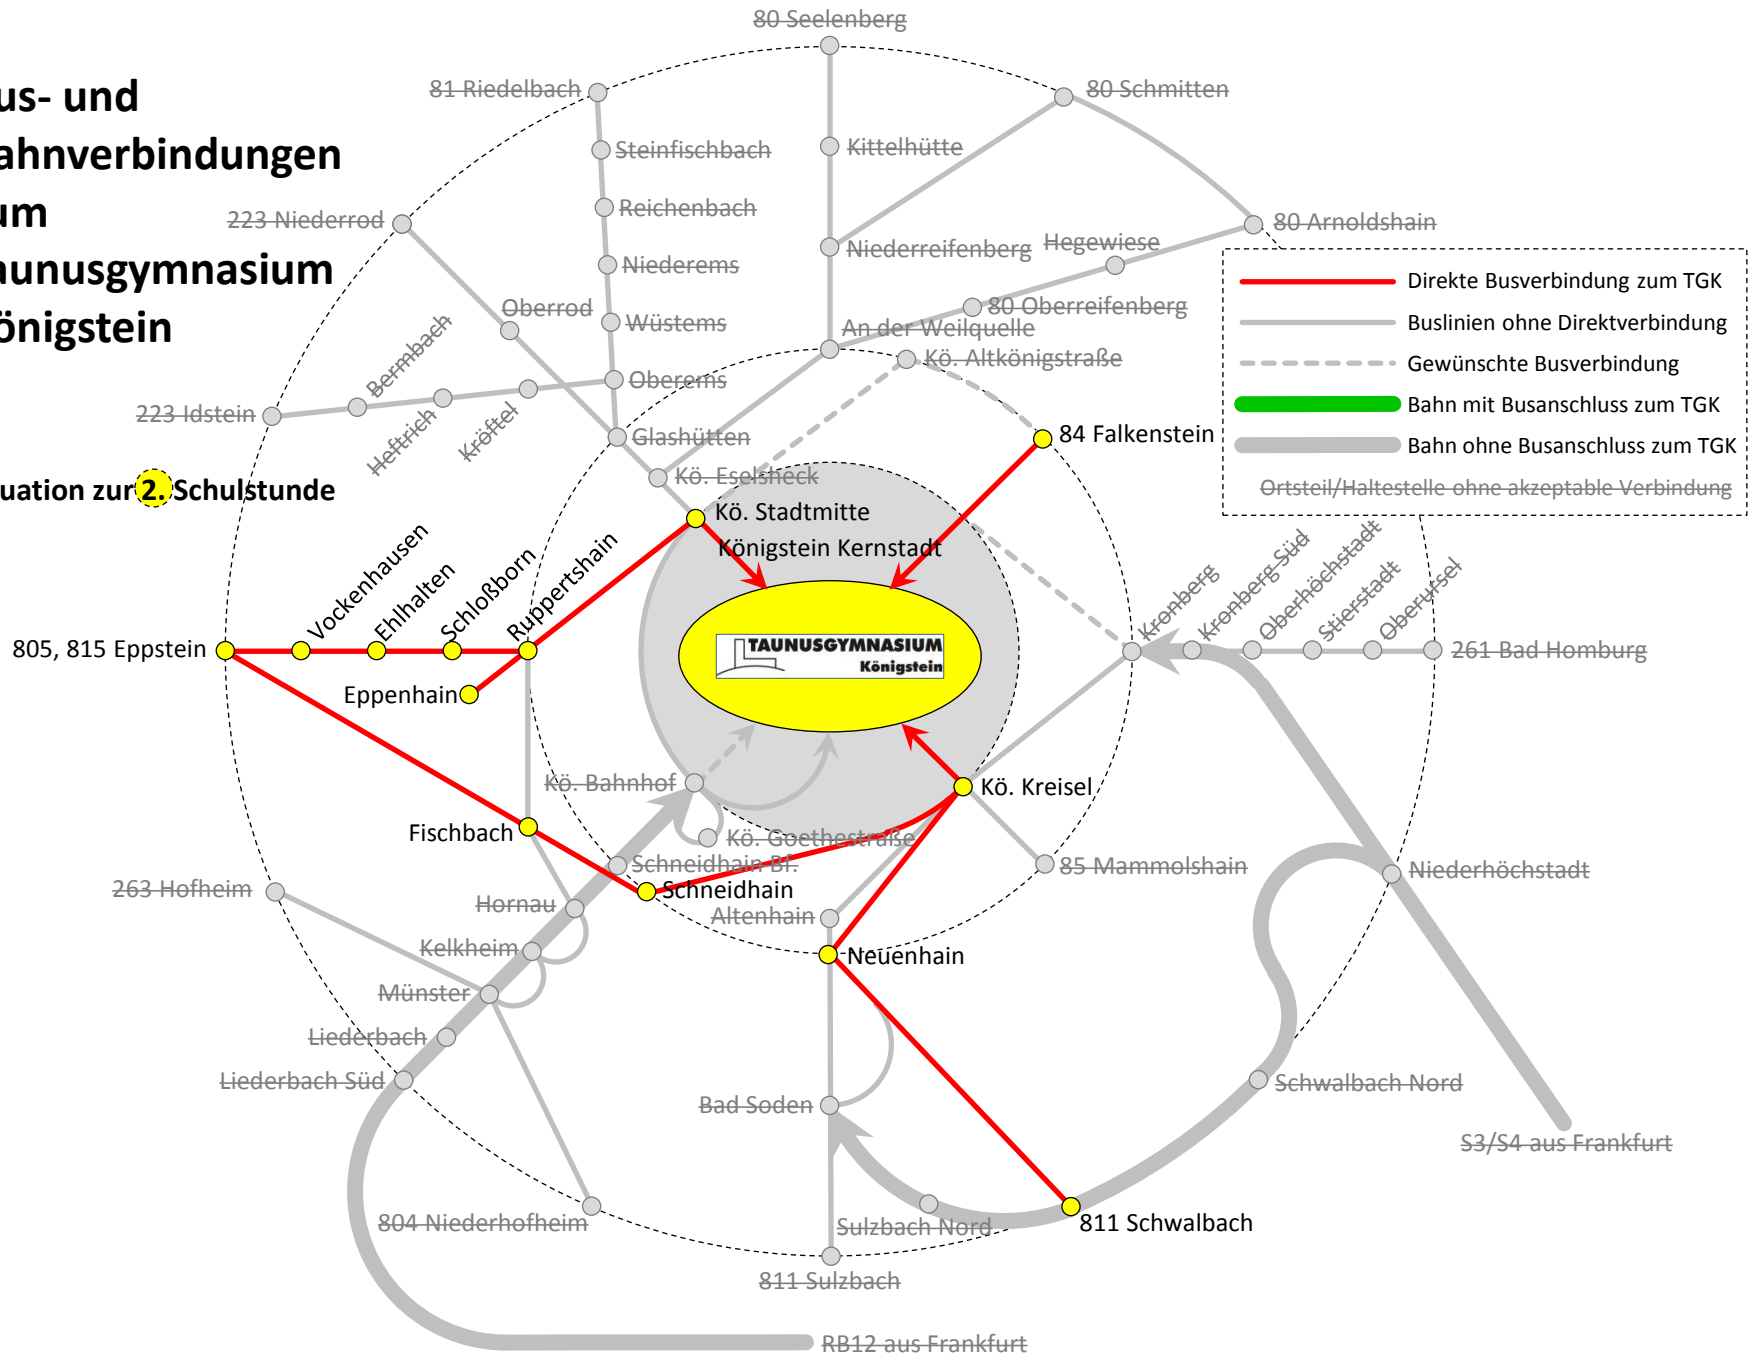 us- und
ahnverbindungen
um
aunusgymnasium
önigstein
uation zur 2. Schulstunde
80 Seelenberg
81 Riedelbach
80 Schmitten
Steinfischbach
Kittelhütte
Reichenbach
223 Niederrod
80 Arnoldshain
Niederreifenberg
Hegewiese
Niederems
Oberrod
80 Oberreifenberg
Wüstems
An der Weilquelle
Kö. Altkönigstraße
Bermbach
Oberems
223 Idstein
Heftrich
Kröftel
Glashütten
84 Falkenstein
Kö. Eselsheck
Direkte Busverbindung zum TGK
Buslinien ohne Direktverbindung
Gewünschte Busverbindung
Bahn mit Busanschluss zum TGK
Bahn ohne Busanschluss zum TGK
Ortsteil/Haltestelle ohne akzeptable Verbindung
Kö. Stadtmitte
Königstein Kernstadt
Vockenhausen
Ehlhalten
Schloßborn
Ruppertshain
Kronberg
Kronberg Süd
Oberhöchstadt
Stierstadt
Oberursel
805, 815 Eppstein
261 Bad Homburg
TAUNUSGYMNASIUM
Königstein
Eppenhain
Kö. Bahnhof
Kö. Kreisel
Fischbach
Kö. Goethestraße
Schneidhain Bf.
85 Mammolshain
Niederhöchstadt
263 Hofheim
Schneidhain
Hornau
Altenhain
Kelkheim
Neuenhain
Münster
Liederbach
Liederbach Süd
Schwalbach Nord
Bad Soden
S3/S4 aus Frankfurt
804 Niederhofheim
Sulzbach Nord
811 Schwalbach
811 Sulzbach
RB12 aus Frankfurt